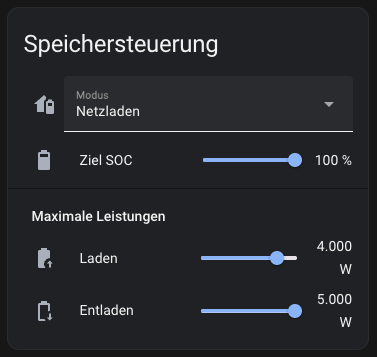 Speichersteuerung
Modus
Netzladen
Ziel SOC 100 %
Maximale Leistungen
Laden 4.000
W
Entladen 5.000
W